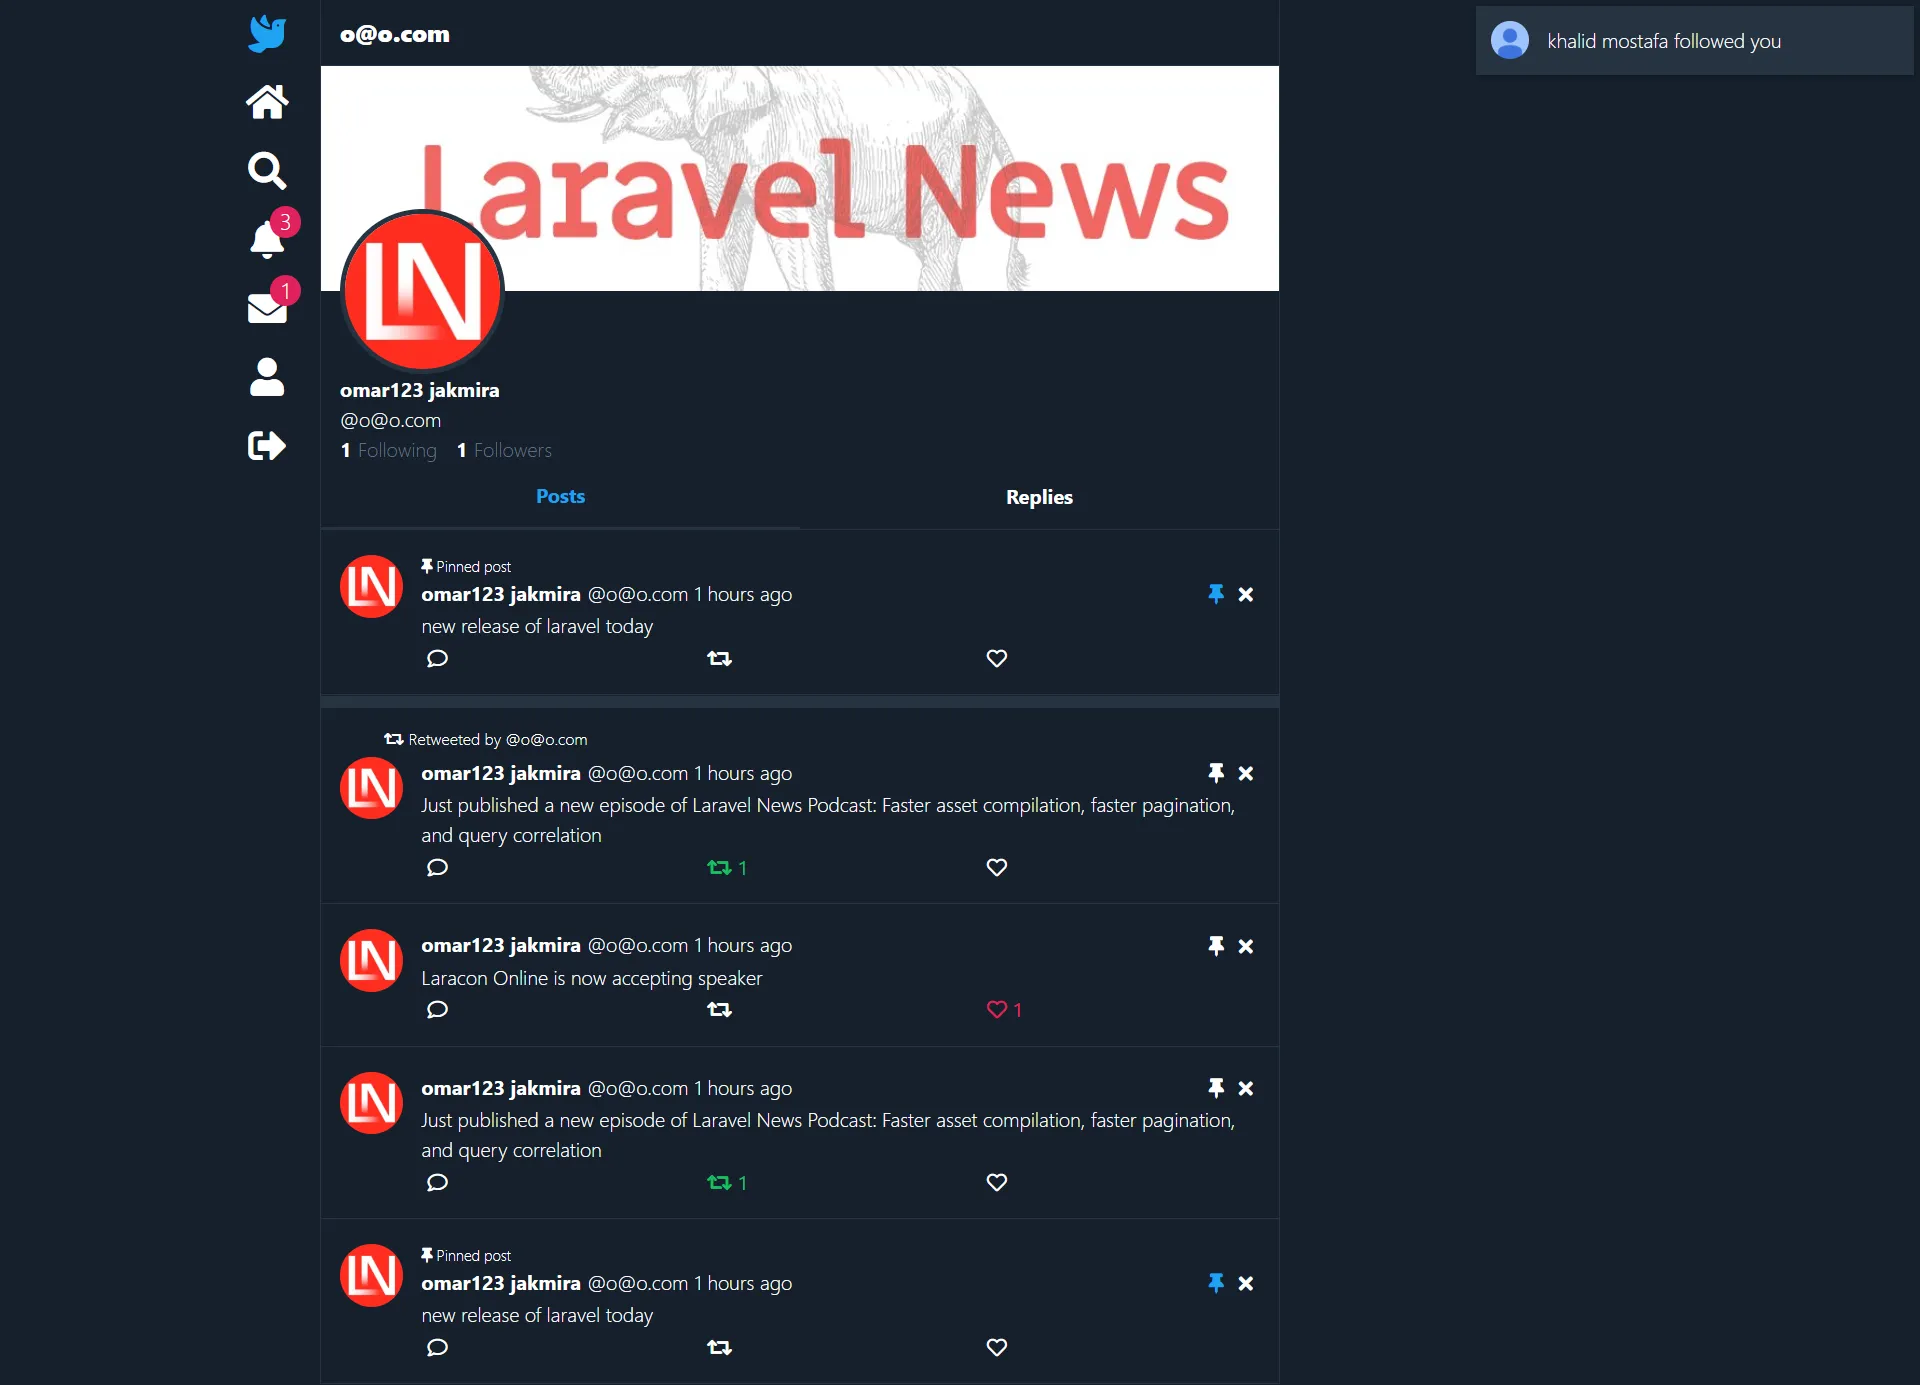 o@o.com
khalid mostafa followed you
Laravel News
3
1
LN
omar123 jakmira
@o@o.com
1 Following 1 Followers
Posts Replies
LN
Pinned post
omar123 jakmira @o@o.com 1 hours ago
new release of laravel today
Retweeted by @o@o.com
LN
omar123 jakmira @o@o.com 1 hours ago
Just published a new episode of Laravel News Podcast: Faster asset compilation, faster pagination,
and query correlation
1
LN
omar123 jakmira @o@o.com 1 hours ago
Laracon Online is now accepting speaker
1
LN
omar123 jakmira @o@o.com 1 hours ago
Just published a new episode of Laravel News Podcast: Faster asset compilation, faster pagination,
and query correlation
1
LN
Pinned post
omar123 jakmira @o@o.com 1 hours ago
new release of laravel today